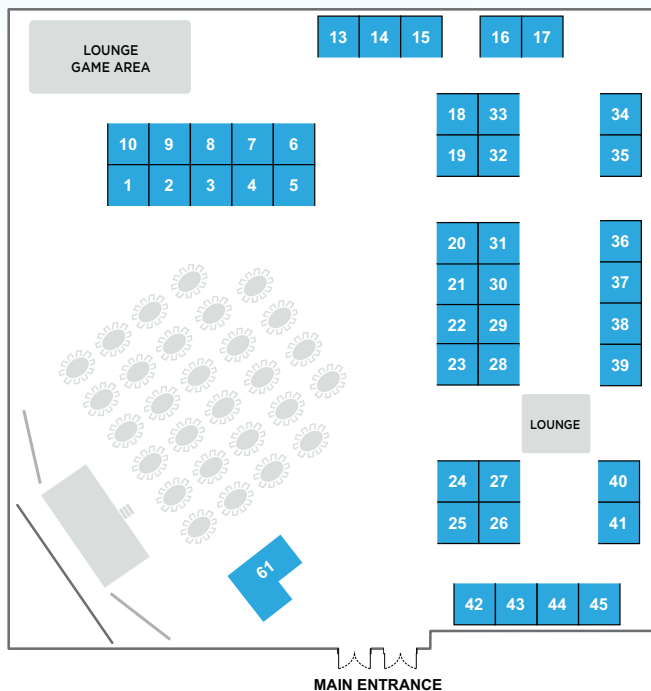 13 14 15 16 17
LOUNGE
GAME AREA
18 33 34
10 9 8 7 6
19 32 35
1 2 3 4 5
20 31 36
21 30 37
22 29 38
23 28 39
LOUNGE
24 27 40
25 26 41
61
42 43 44 45
MAIN ENTRANCE